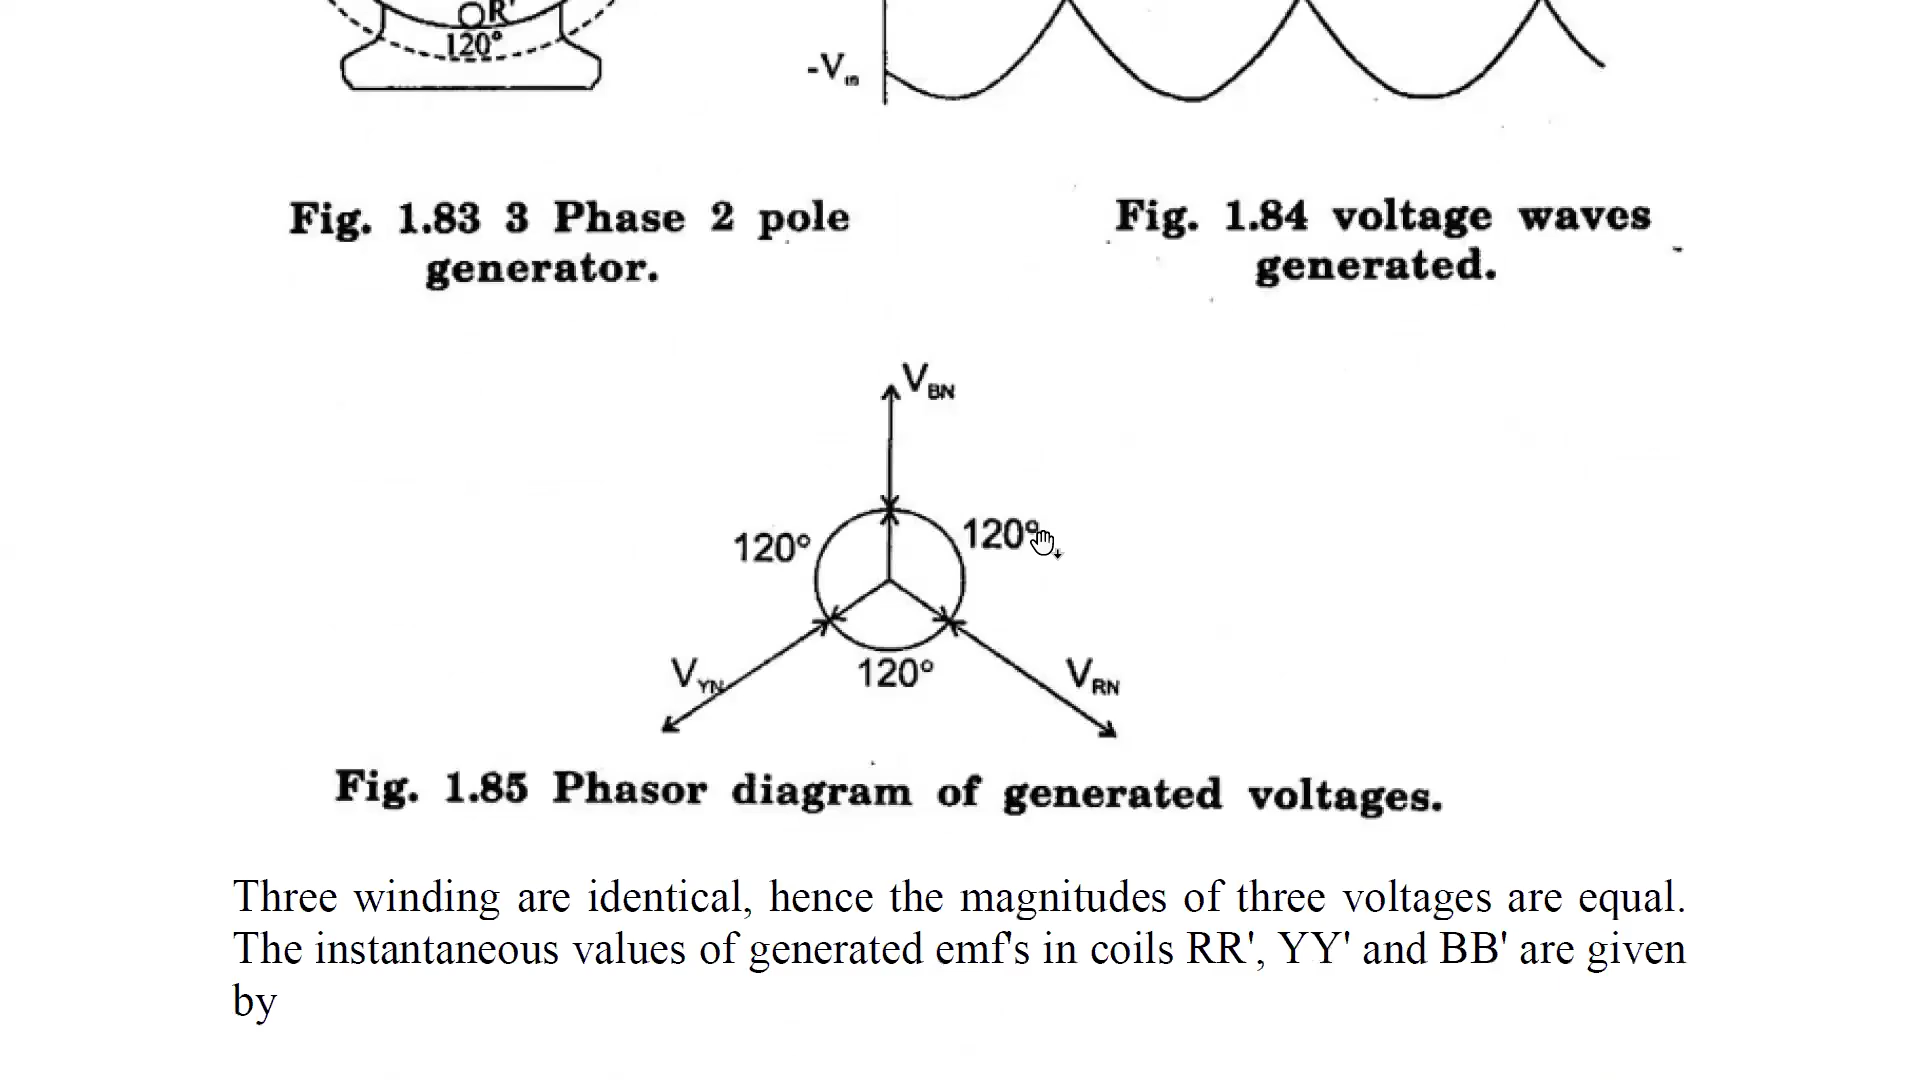 R'
120°
-Vm
Fig. 1.83 3 Phase 2 pole
generator.
Fig. 1.84 voltage waves
generated.
VBN
120°
120°
VYN
120°
VRN
Fig. 1.85 Phasor diagram of generated voltages.
Three winding are identical, hence the magnitudes of three voltages are equal.
The instantaneous values of generated emf's in coils RR', YY' and BB' are given
by